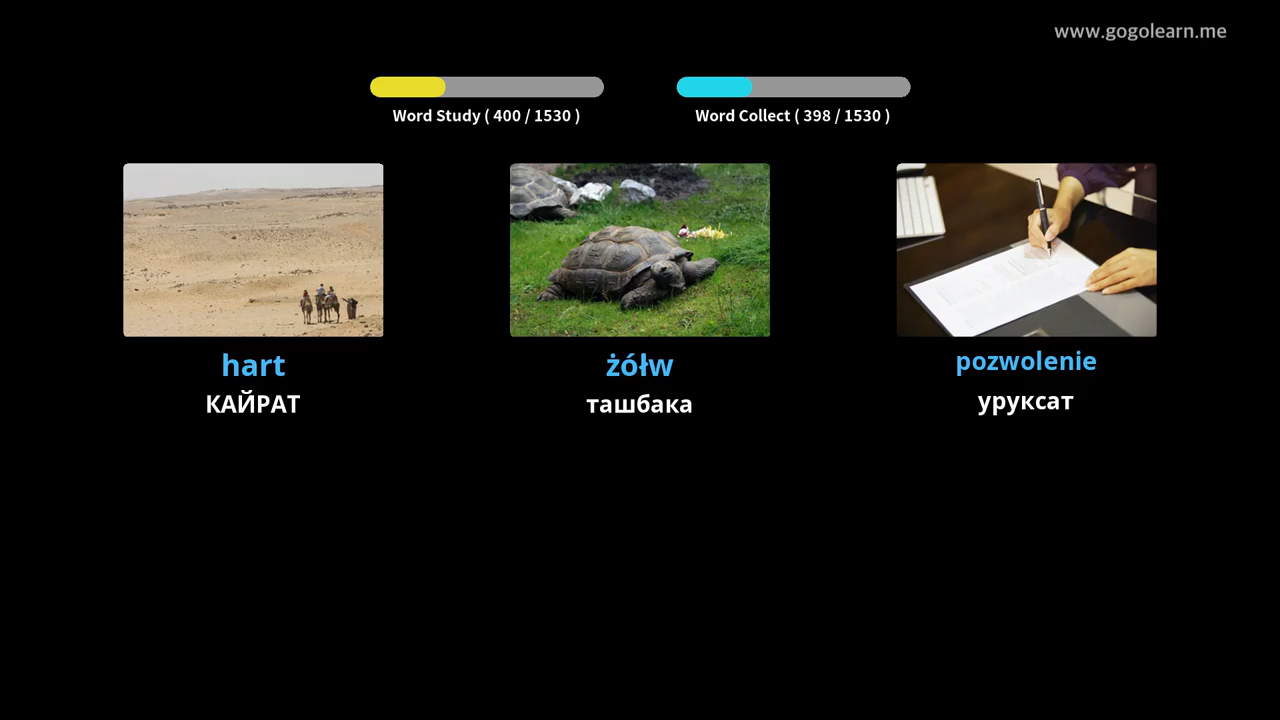 www.gogolearn.me
Word Study ( 400 / 1530 )
Word Collect ( 398 / 1530 )
hart
КАЙРАТ
żółw
ташбака
pozwolenie
уруксат